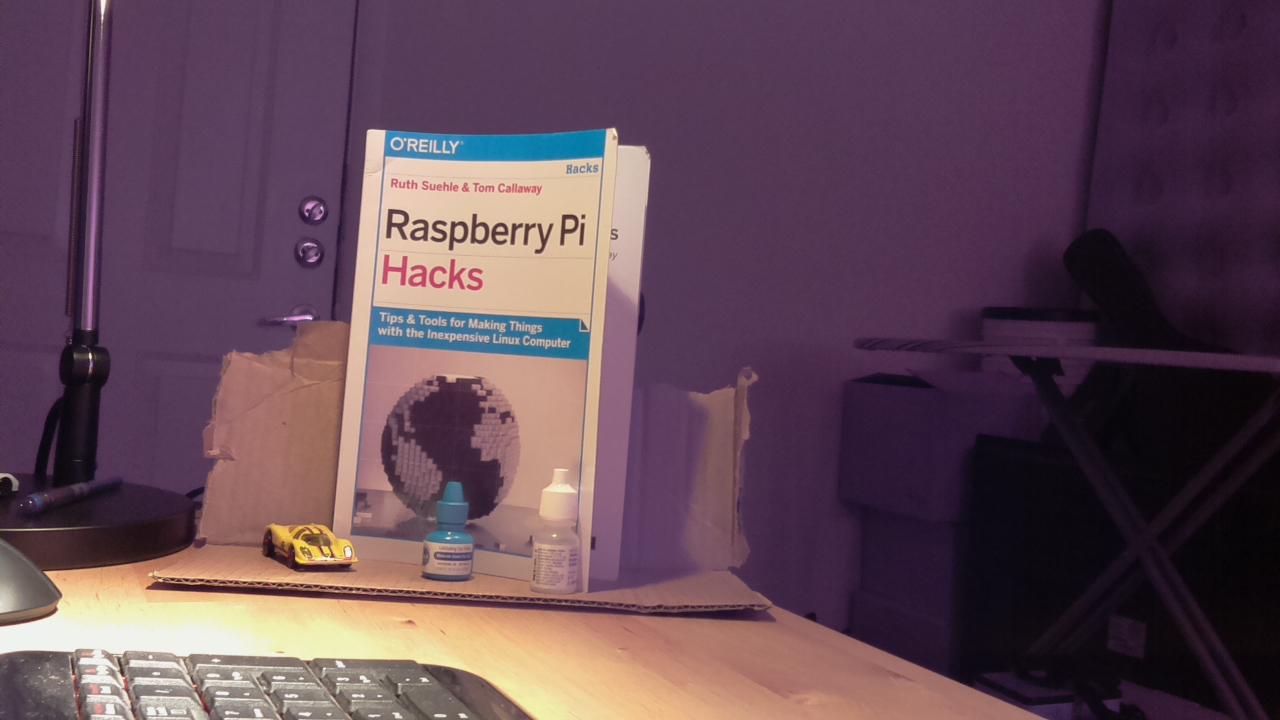 O'REILLY®
Hacks
Ruth Suehle & Tom Callaway
Raspberry Pi
Hacks
Tips & Tools for Making Things
with the Inexpensive Linux Computer
s
ay